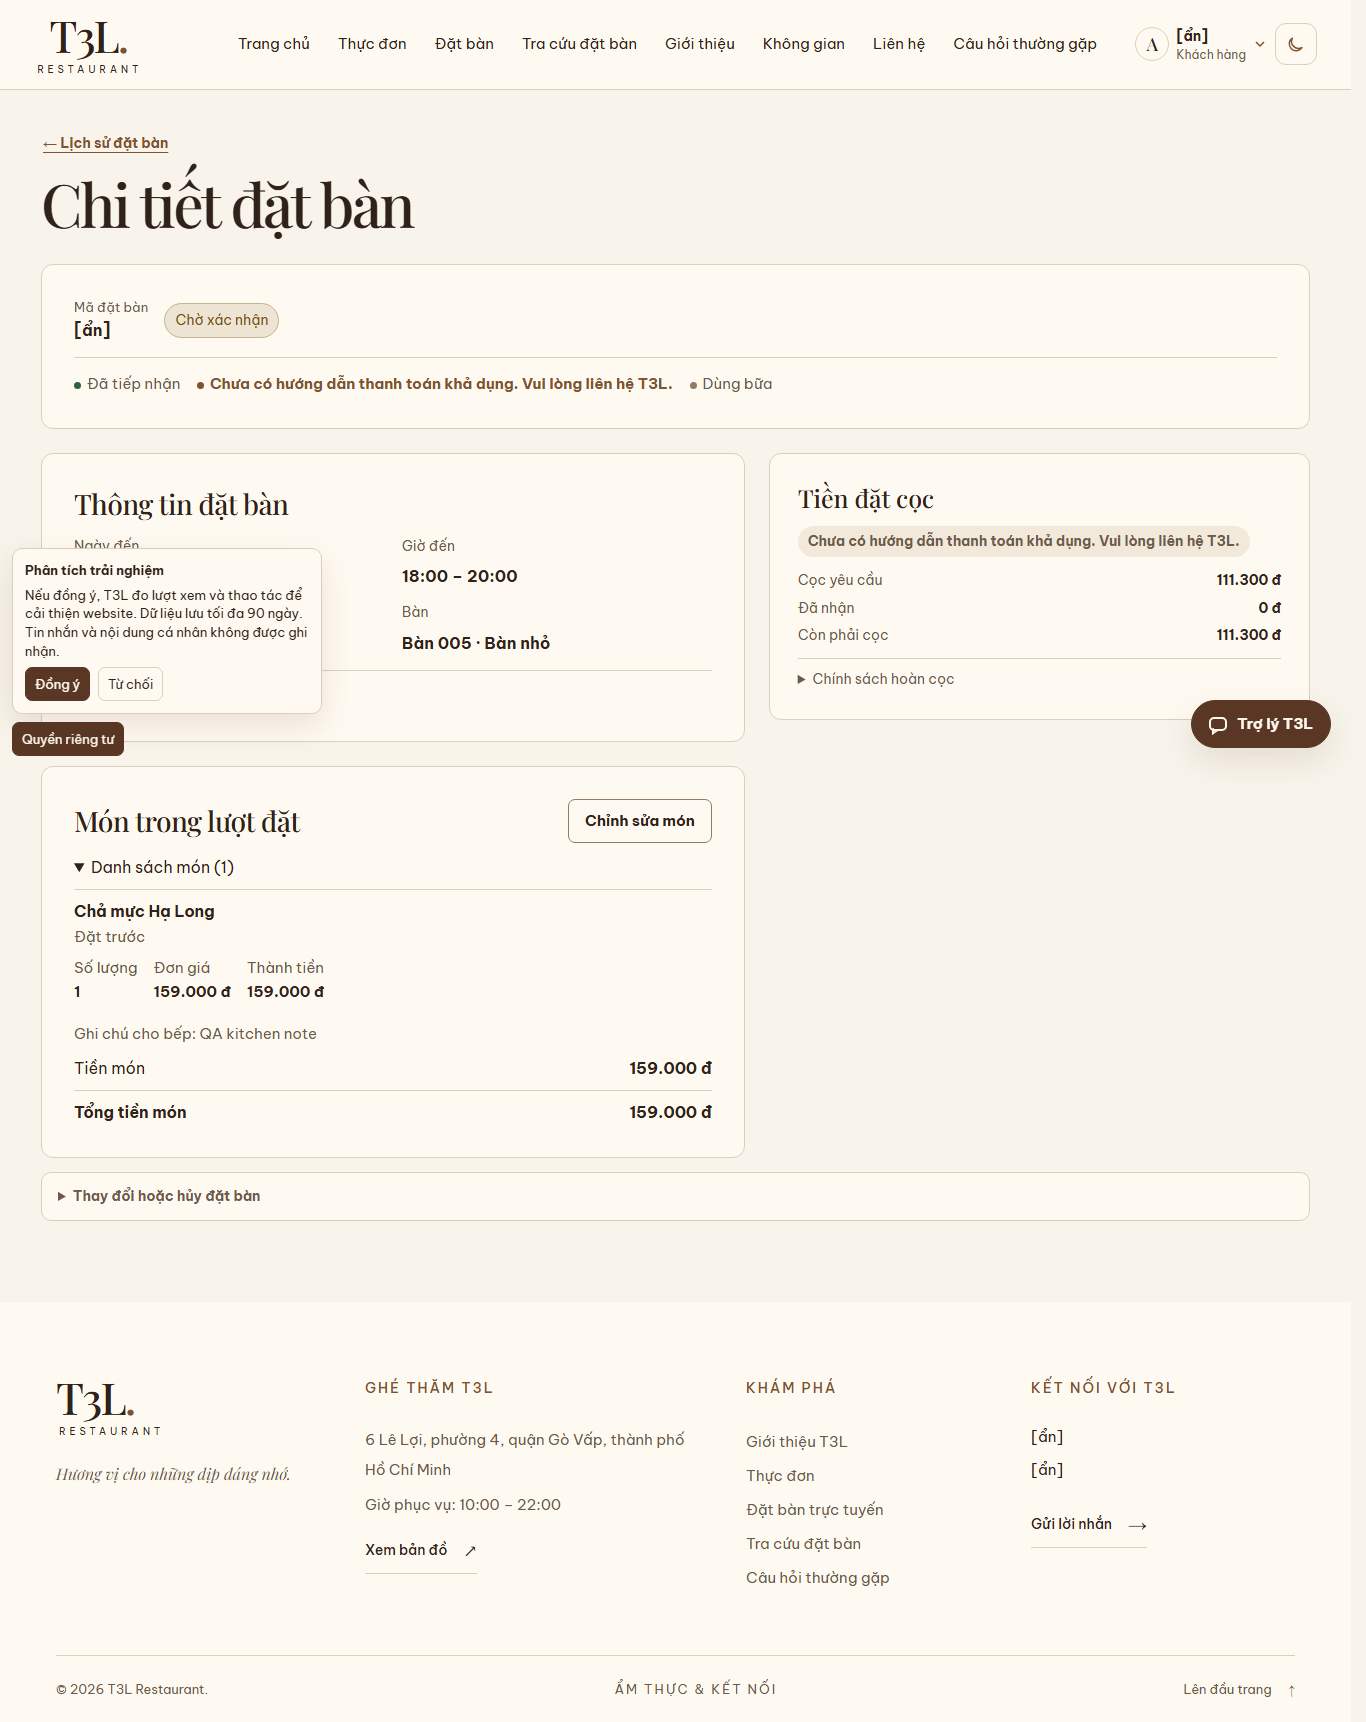 T3L.
RESTAURANT
Trang chủ
Thực đơn
Đặt bàn
Tra cứu đặt bàn
Giới thiệu
Không gian
Liên hệ
Câu hỏi thường gặp
A
[ẩn]
Khách hàng
← Lịch sử đặt bàn
Chi tiết đặt bàn
Mã đặt bàn
[ẩn]
Chờ xác nhận
Đã tiếp nhận
Chưa có hướng dẫn thanh toán khả dụng. Vui lòng liên hệ T3L.
Dùng bữa
Thông tin đặt bàn
Ngày đến
Giờ đến
18:00 – 20:00
Bàn
Bàn 005 · Bàn nhỏ
Tiền đặt cọc
Chưa có hướng dẫn thanh toán khả dụng. Vui lòng liên hệ T3L.
Cọc yêu cầu 111.300 đ
Đã nhận 0 đ
Còn phải cọc 111.300 đ
Chính sách hoàn cọc
Phân tích trải nghiệm
Nếu đồng ý, T3L đo lượt xem và thao tác để
cải thiện website. Dữ liệu lưu tối đa 90 ngày.
Tin nhắn và nội dung cá nhân không được ghi
nhận.
Đồng ý
Từ chối
Quyền riêng tư
Trợ lý T3L
Món trong lượt đặt
Chỉnh sửa món
Danh sách món (1)
Chả mực Hạ Long
Đặt trước
Số lượng Đơn giá Thành tiền
1 159.000 đ 159.000 đ
Ghi chú cho bếp: QA kitchen note
Tiền món 159.000 đ
Tổng tiền món 159.000 đ
Thay đổi hoặc hủy đặt bàn
T3L.
RESTAURANT
Hương vị cho những dịp đáng nhớ.
GHÉ THĂM T3L
6 Lê Lợi, phường 4, quận Gò Vấp, thành phố
Hồ Chí Minh
Giờ phục vụ: 10:00 – 22:00
Xem bản đồ ↗
KHÁM PHÁ
Giới thiệu T3L
Thực đơn
Đặt bàn trực tuyến
Tra cứu đặt bàn
Câu hỏi thường gặp
KẾT NỐI VỚI T3L
[ẩn]
[ẩn]
Gửi lời nhắn →
© 2026 T3L Restaurant.
ẨM THỰC & KẾT NỐI
Lên đầu trang ↑